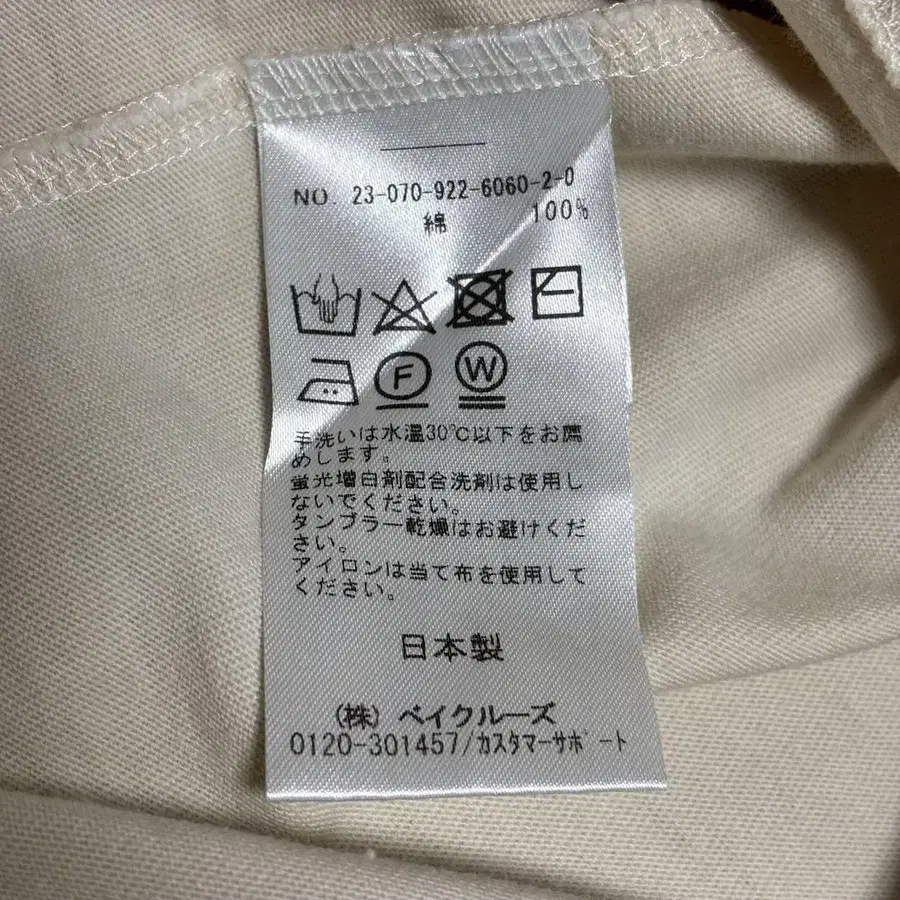 NO 23-070-922-6060-2-0
綿 100%
F W
手洗いは水温30℃以下をお薦
めします。
蛍光増白剤配合洗剤は使用し
ないでください。
タンブラー乾燥はお避けくだ
さい。
アイロンは当て布を使用して
ください。
日本製
(株) ベイクルーズ
0120-301457/カスタマーサポート